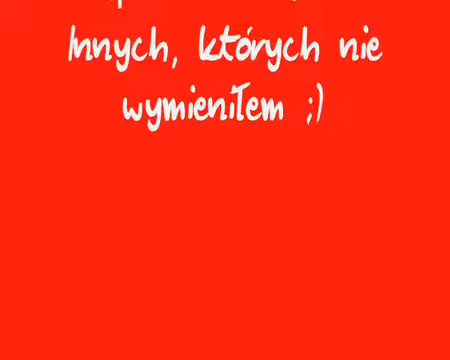 Innych, których nie
wymieniłem ;)